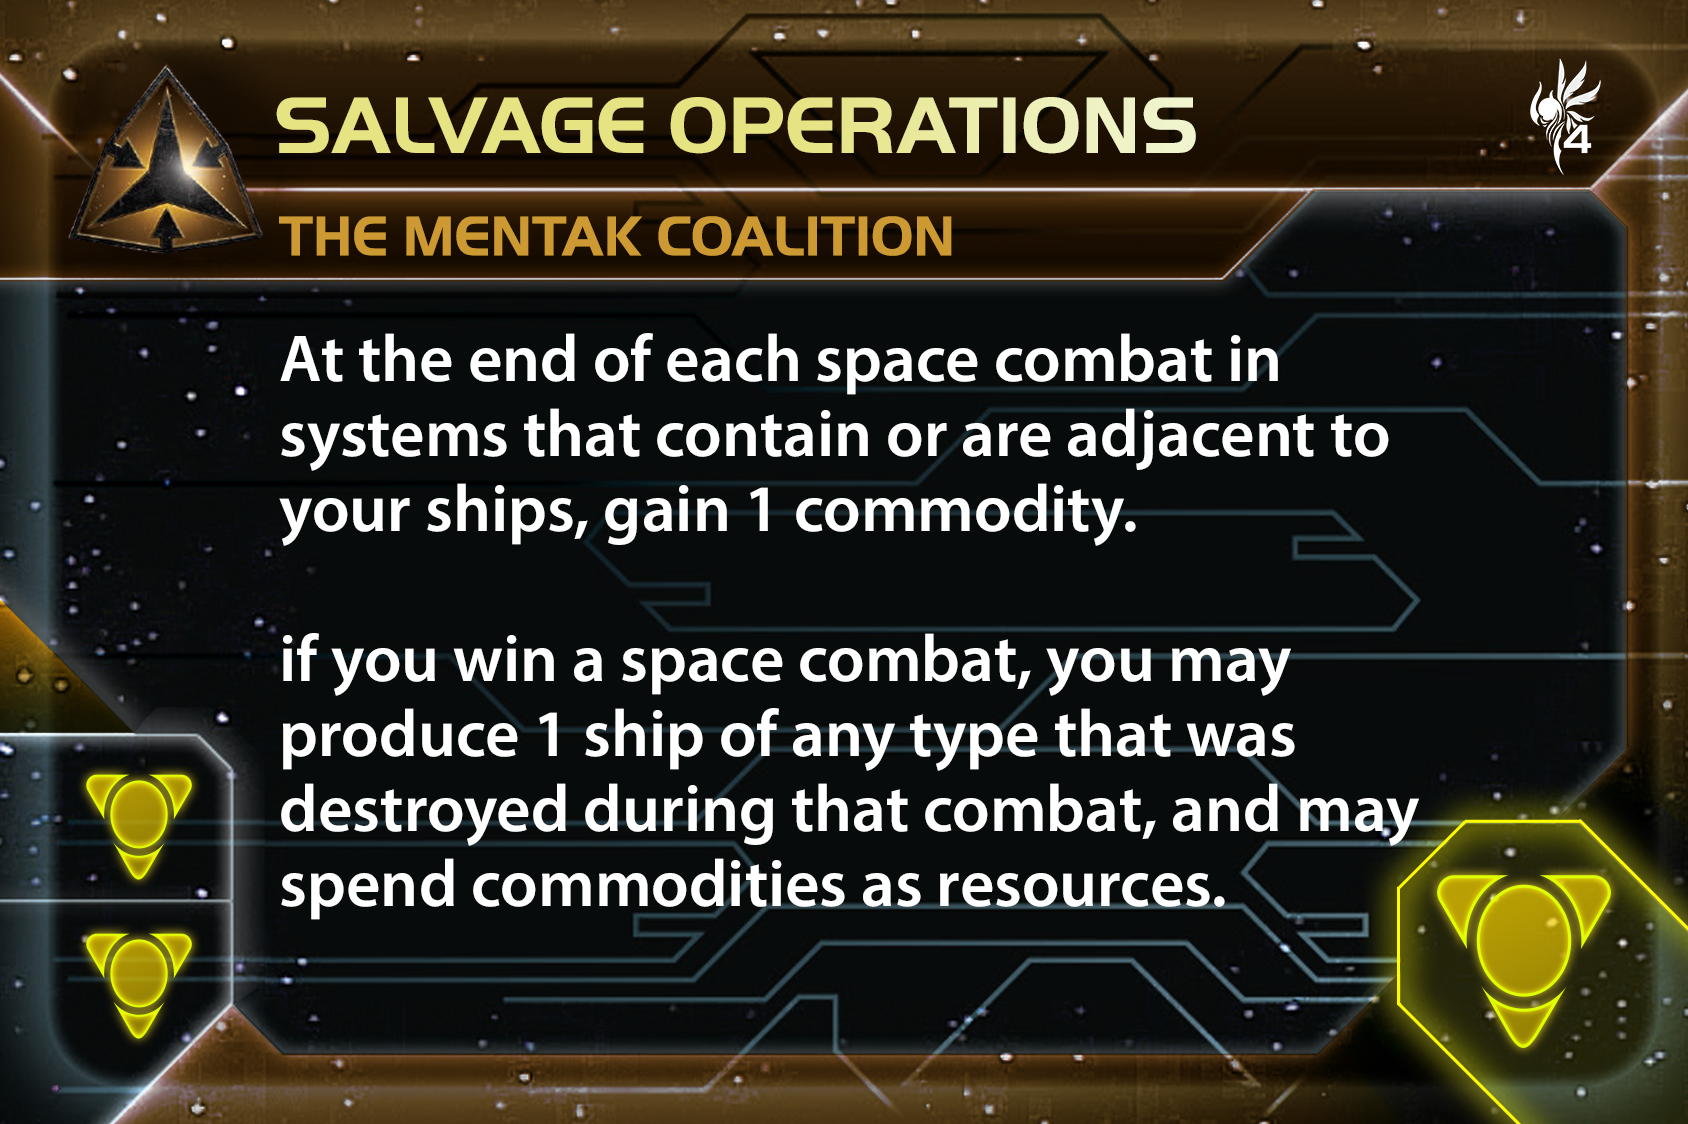 SALVAGE OPERATIONS
4
THE MENTAK COALITION
At the end of each space combat in
systems that contain or are adjacent to
your ships, gain 1 commodity.
if you win a space combat, you may
produce 1 ship of any type that was
destroyed during that combat, and may
spend commodities as resources.